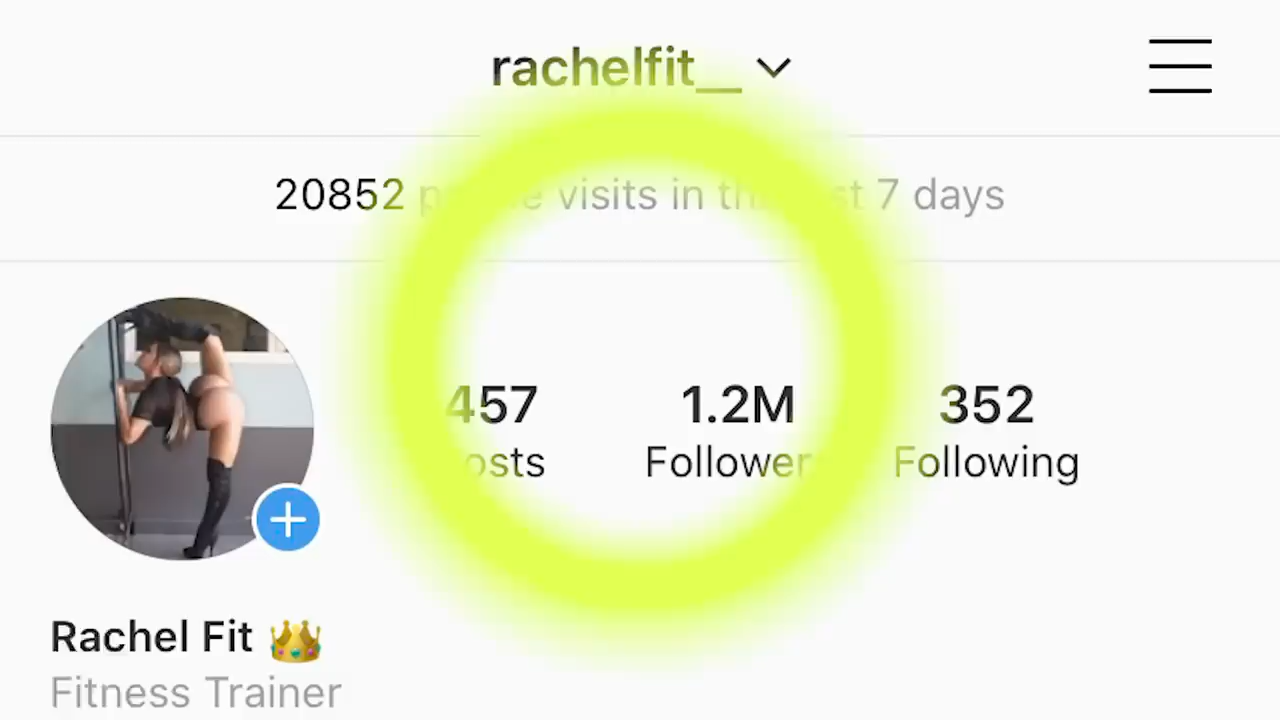 rachelfit__
20852 visits in 7 days
457 1.2M 352
Following
Rachel Fit 👑
Fitness Trainer